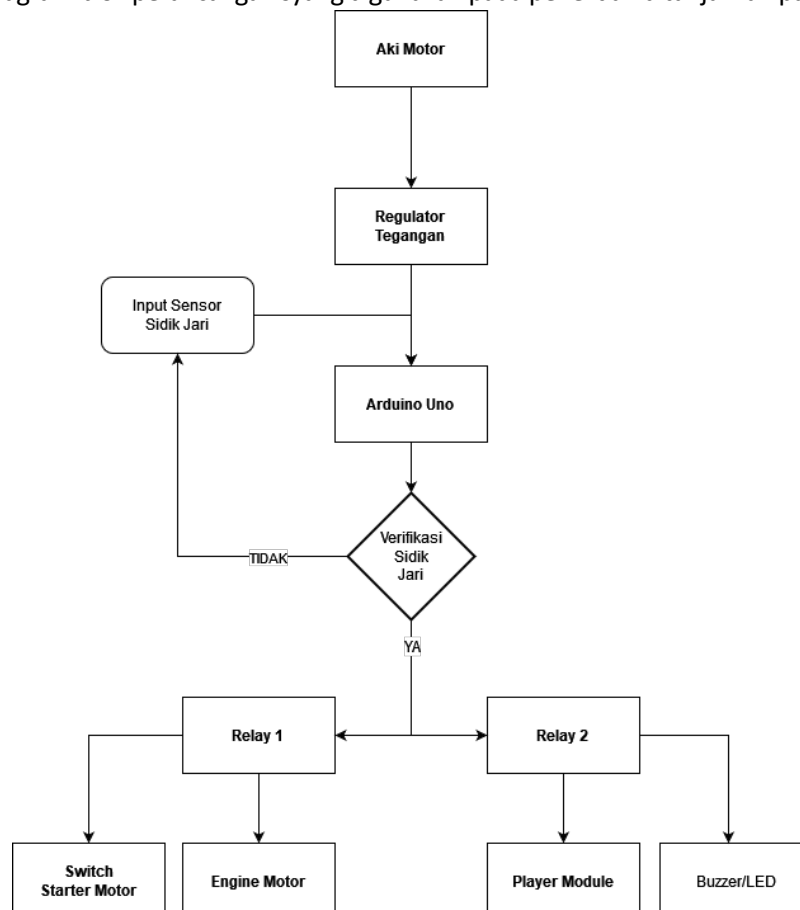 Aki Motor
Regulator
Tegangan
Input Sensor
Sidik Jari
Arduino Uno
Verifikasi
Sidik
Jari
TIDAK
YA
Relay 1
Relay 2
Switch
Starter Motor
Engine Motor
Player Module
Buzzer/LED